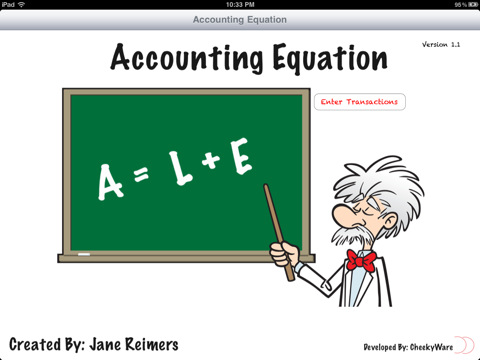 iPad 10:33 PM 95%
Accounting Equation
Version 1.1
Accounting Equation
Enter Transactions
A = L + E
Created By: Jane Reimers
Developed By: CheekyWare